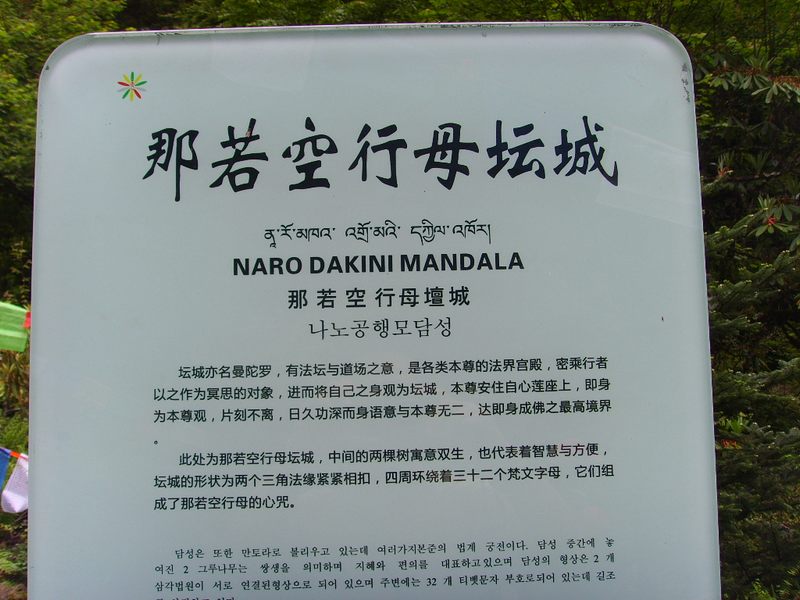 那若空行母坛城
ནཱ་རོ་མཁའ་ འགྲོ་མའི་ དཀྱིལ་འཁོར།
NARO DAKINI MANDALA
那若空行母壇城
나노공행모담성
坛城亦名曼陀罗，有法坛与道场之意，是各类本尊的法界宫殿，密乘行者
以之作为冥思的对象，进而将自己之身观为坛城，本尊安住自心莲座上，即身
为本尊观，片刻不离，日久功深而身语意与本尊无二，达即身成佛之最高境界
。
此处为那若空行母坛城，中间的两棵树寓意双生，也代表着智慧与方便，
坛城的形状为两个三角法缘紧紧相扣，四周环绕着三十二个梵文字母，它们组
成了那若空行母的心咒。
담성은 또한 만토라로 불리우고 있는데 여러가지본존의 법계 궁전이다. 담성 중간에 놓
여진 2 그루나무는 쌍생을 의미하며 지혜와 편의를 대표하고있으며 담성의 형상은 2 개
삼각법원이 서로 연결된형상으로 되어 있으며 주변에는 32 개 티벳문자 부호로되어 있는데 길조